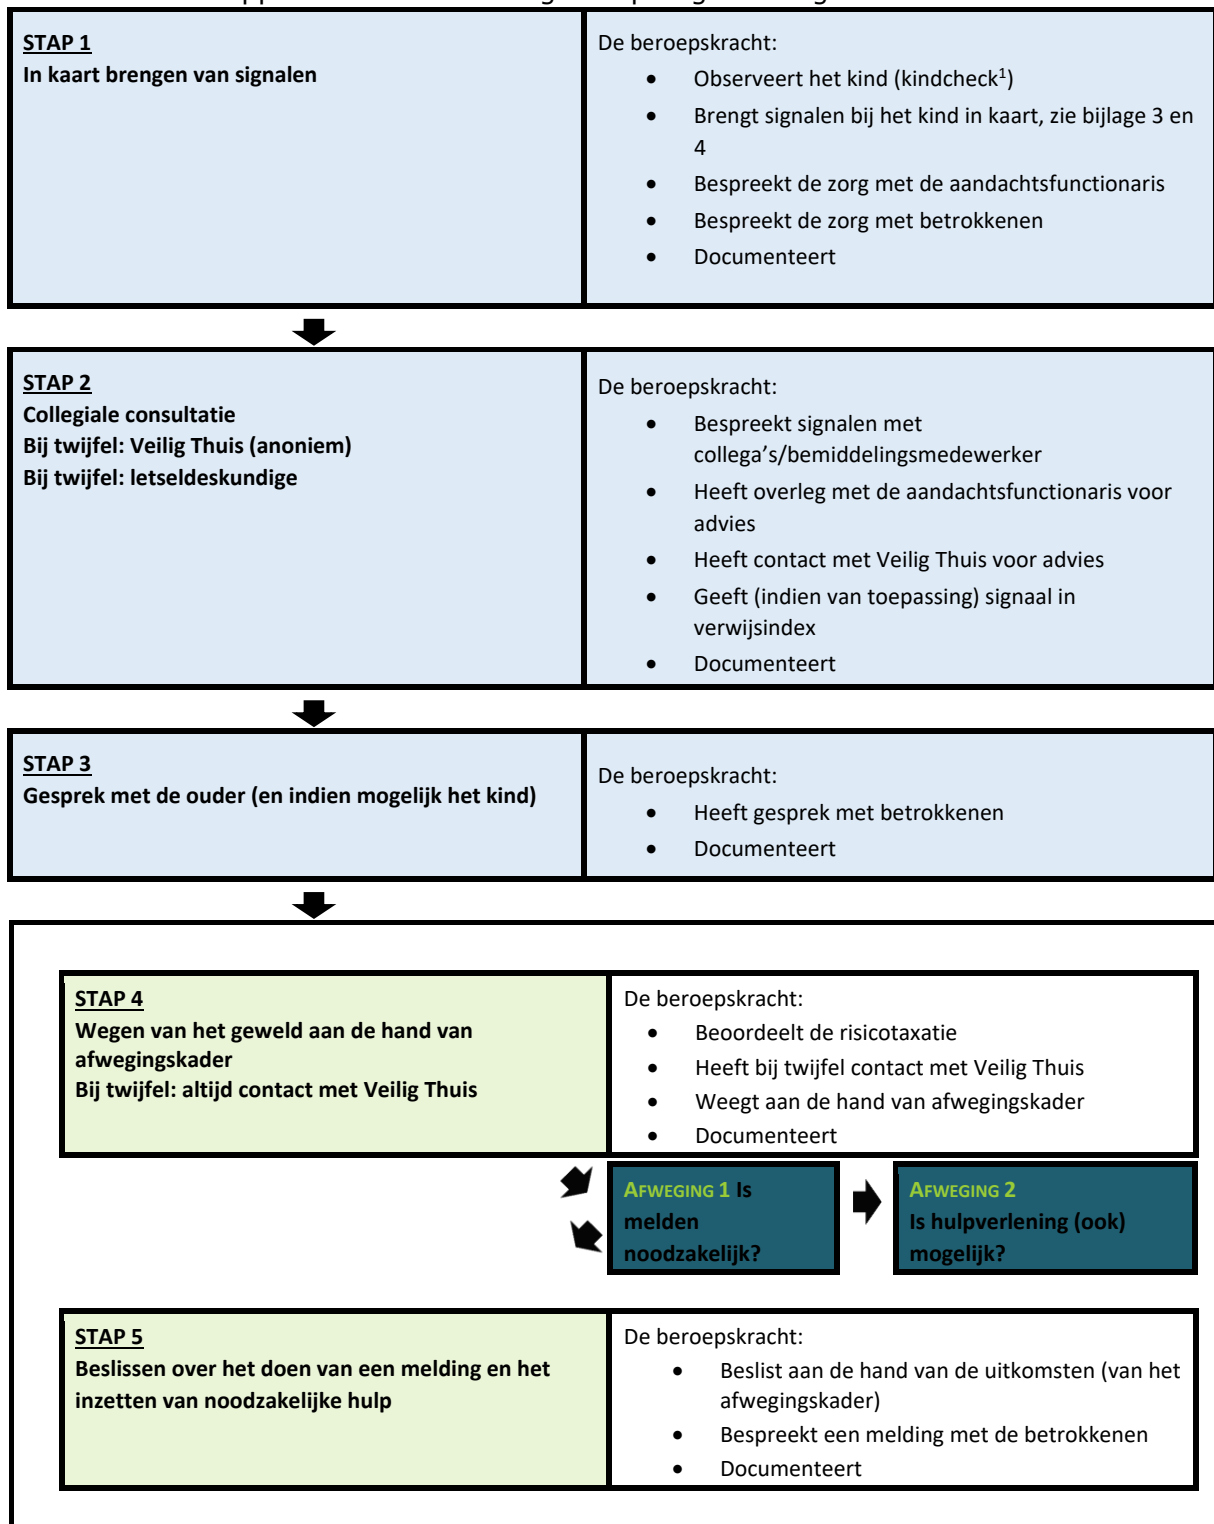 STAP 1
In kaart brengen van signalen
De beroepskracht:
• Observeert het kind (kindcheck1)
• Brengt signalen bij het kind in kaart, zie bijlage 3 en
4
• Bespreekt de zorg met de aandachtsfunctionaris
• Bespreekt de zorg met betrokkenen
• Documenteert
STAP 2
Collegiale consultatie
Bij twijfel: Veilig Thuis (anoniem)
Bij twijfel: letseldeskundige
De beroepskracht:
• Bespreekt signalen met
collega’s/bemiddelingsmedewerker
• Heeft overleg met de aandachtsfunctionaris voor
advies
• Heeft contact met Veilig Thuis voor advies
• Geeft (indien van toepassing) signaal in
verwijsindex
• Documenteert
STAP 3
Gesprek met de ouder (en indien mogelijk het kind)
De beroepskracht:
• Heeft gesprek met betrokkenen
• Documenteert
STAP 4
Wegen van het geweld aan de hand van
afwegingskader
Bij twijfel: altijd contact met Veilig Thuis
De beroepskracht:
• Beoordeelt de risicotaxatie
• Heeft bij twijfel contact met Veilig Thuis
• Weegt aan de hand van afwegingskader
• Documenteert
AFWEGING 1 Is
melden
noodzakelijk?
AFWEGING 2
Is hulpverlening (ook)
mogelijk?
STAP 5
Beslissen over het doen van een melding en het
inzetten van noodzakelijke hulp
De beroepskracht:
• Beslist aan de hand van de uitkomsten (van het
afwegingskader)
• Bespreekt een melding met de betrokkenen
• Documenteert